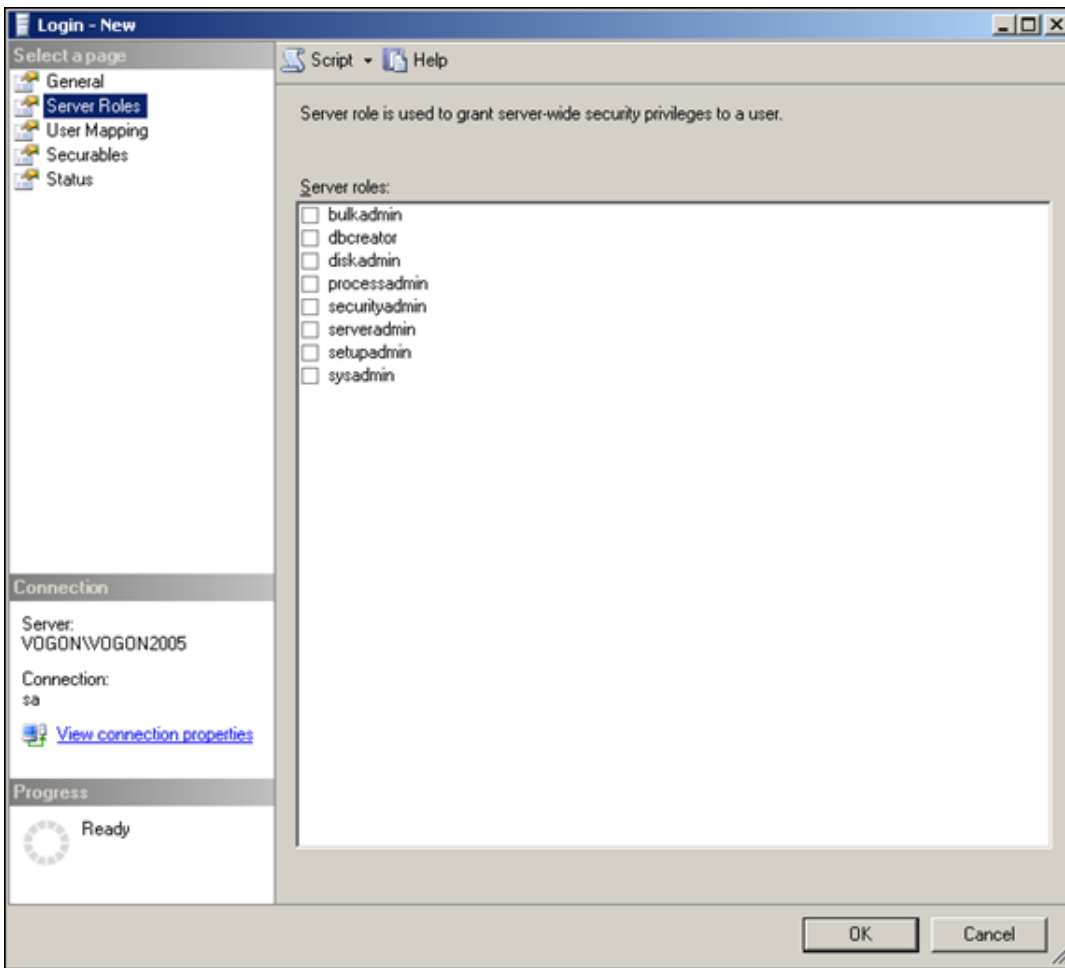 Login - New
Select a page
General
Server Roles
User Mapping
Securables
Status
Script
Help
Server role is used to grant server-wide security privileges to a user.
Server roles:
bulkadmin
dbcreator
diskadmin
processadmin
securityadmin
serveradmin
setupadmin
sysadmin
Connection
Server:
VOGON\VOGON2005
Connection:
sa
View connection properties
Progress
Ready
OK
Cancel